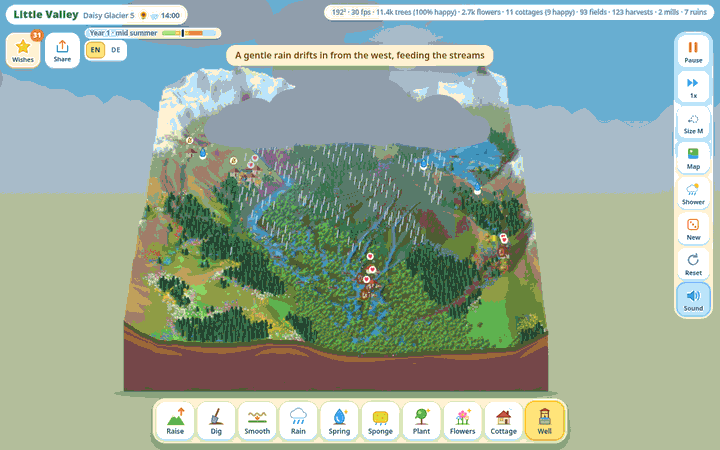 Little Valley Daisy Glacier 5 14:00
192² · 30 fps · 11.4k trees (100% happy) · 2.7k flowers · 11 cottages (9 happy) · 93 fields · 123 harvests · 2 mills · 7 ruins
Year 1 · mid summer
31
Wishes
Share
EN
DE
A gentle rain drifts in from the west, feeding the streams
Pause
1x
Size M
Map
Shower
New
Reset
Sound
Raise
Dig
Smooth
Rain
Spring
Sponge
Plant
Flowers
Cottage
Well